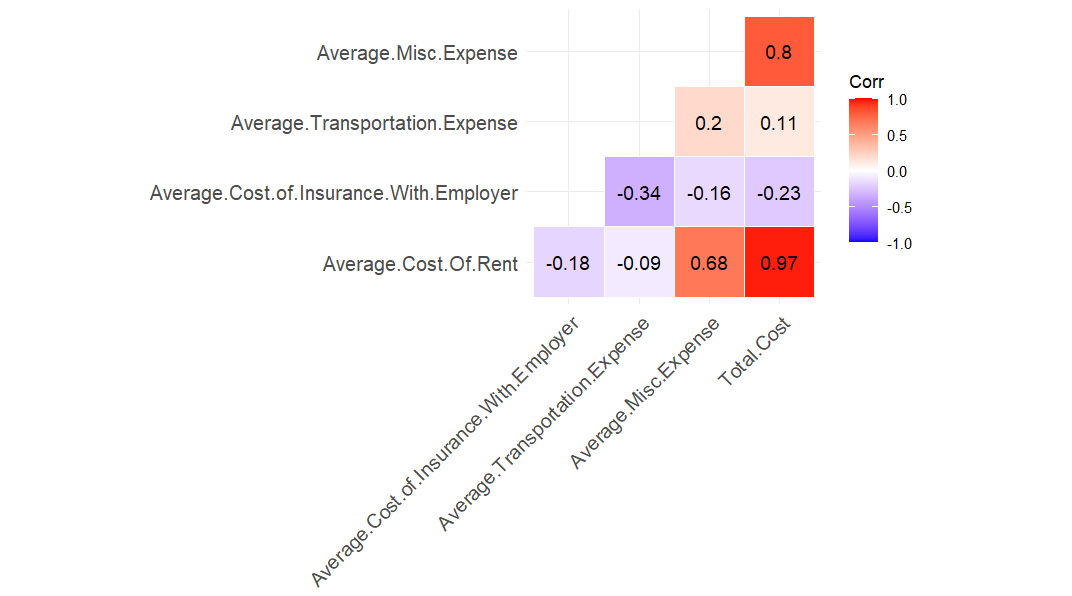 Average.Misc.Expense 0.8
Average.Transportation.Expense 0.2 0.11
Average.Cost.of.Insurance.With.Employer -0.34 -0.16 -0.23
Average.Cost.Of.Rent -0.18 -0.09 0.68 0.97
Average.Cost.of.Insurance.With.Employer
Average.Transportation.Expense
Average.Misc.Expense
Total.Cost
Corr
1.0
0.5
0.0
-0.5
-1.0